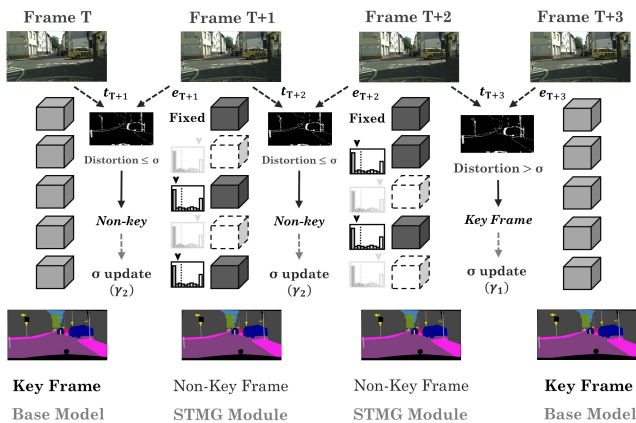 Frame T Frame T+1 Frame T+2 Frame T+3
t_T+1 e_T+1 t_T+2 e_T+2 t_T+3 e_T+3
Fixed Fixed
Distortion ≤ σ Distortion ≤ σ Distortion > σ
Non-key Non-key Key Frame
σ update σ update σ update
(γ₂) (γ₂) (γ₁)
Key Frame Non-Key Frame Non-Key Frame Key Frame
Base Model STMG Module STMG Module Base Model